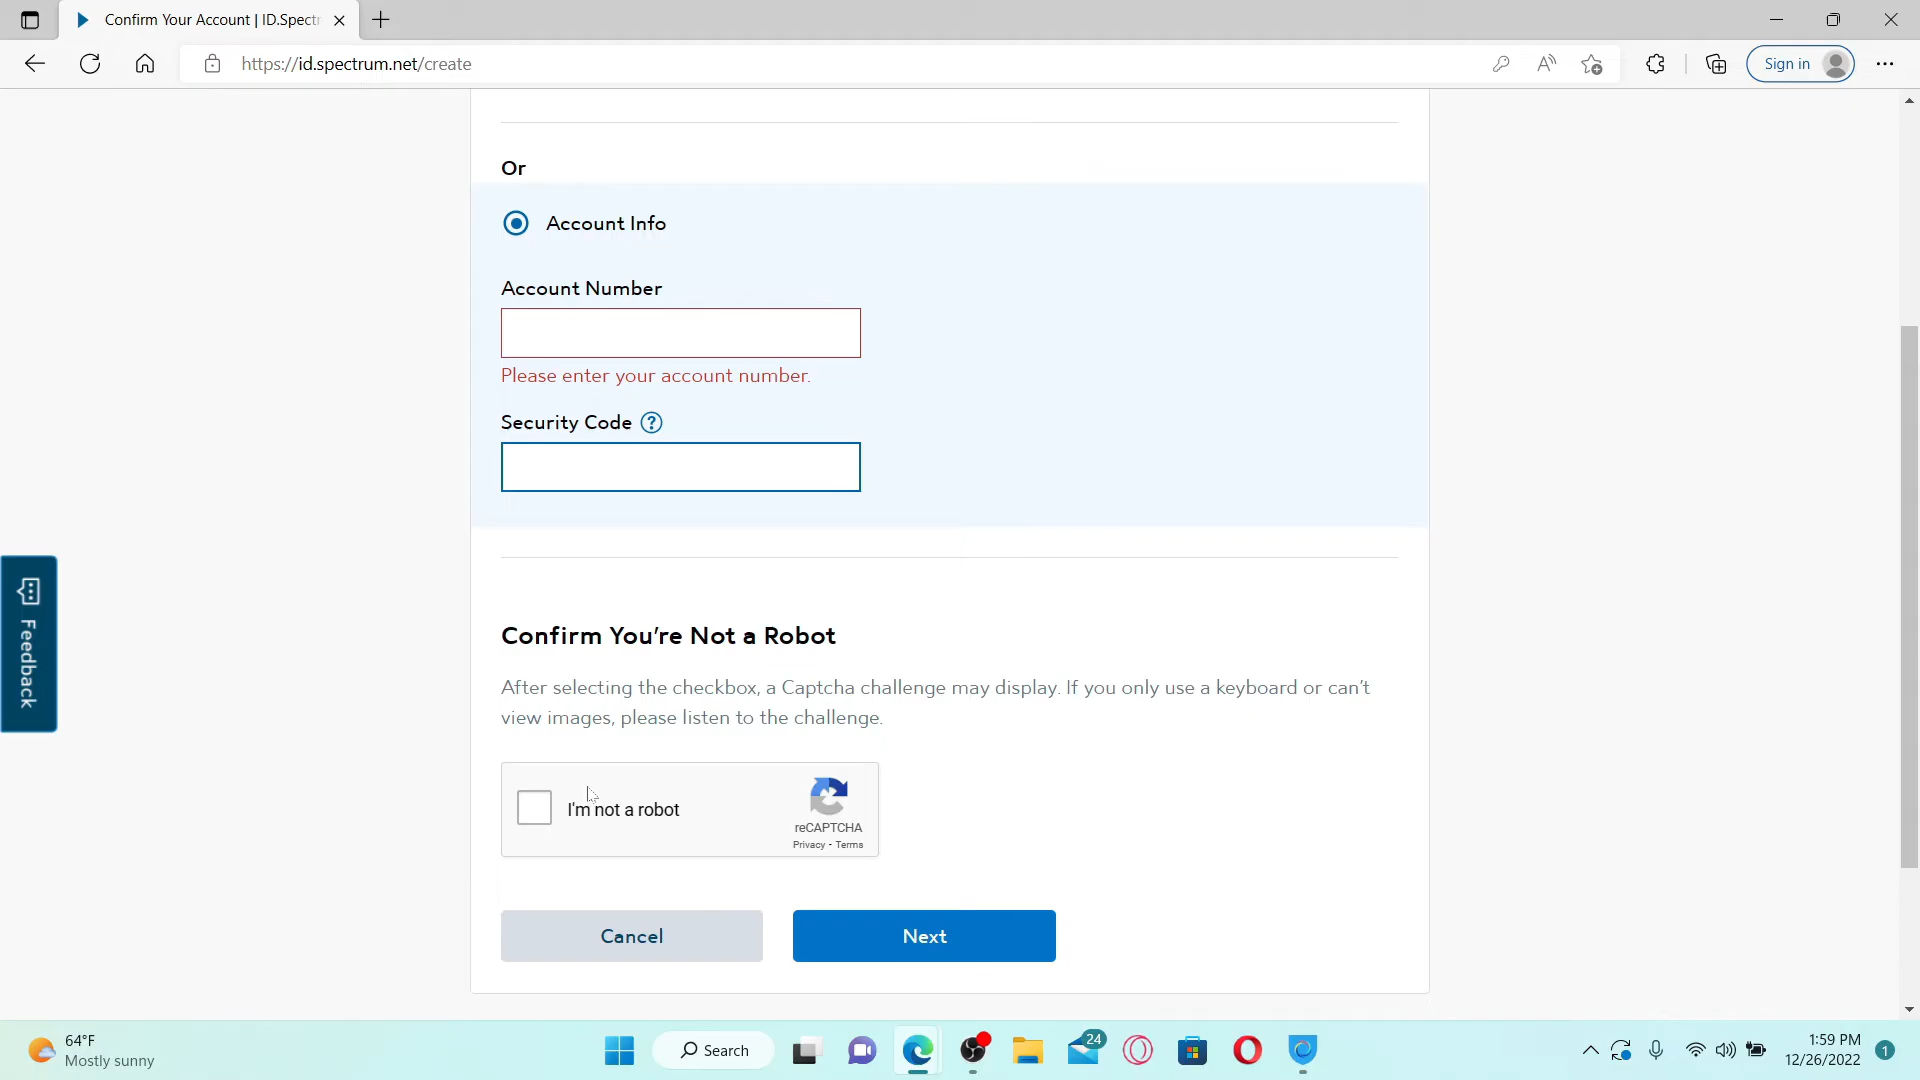 Confirm Your Account | ID.Spectr
https://id.spectrum.net/create
Sign in
Or
Account Info
Account Number
Please enter your account number.
Security Code ?
Feedback
Confirm You're Not a Robot
After selecting the checkbox, a Captcha challenge may display. If you only use a keyboard or can't
view images, please listen to the challenge.
I'm not a robot
reCAPTCHA
Privacy - Terms
Cancel
Next
64°F
Mostly sunny
Search
24
1:59 PM
12/26/2022
1